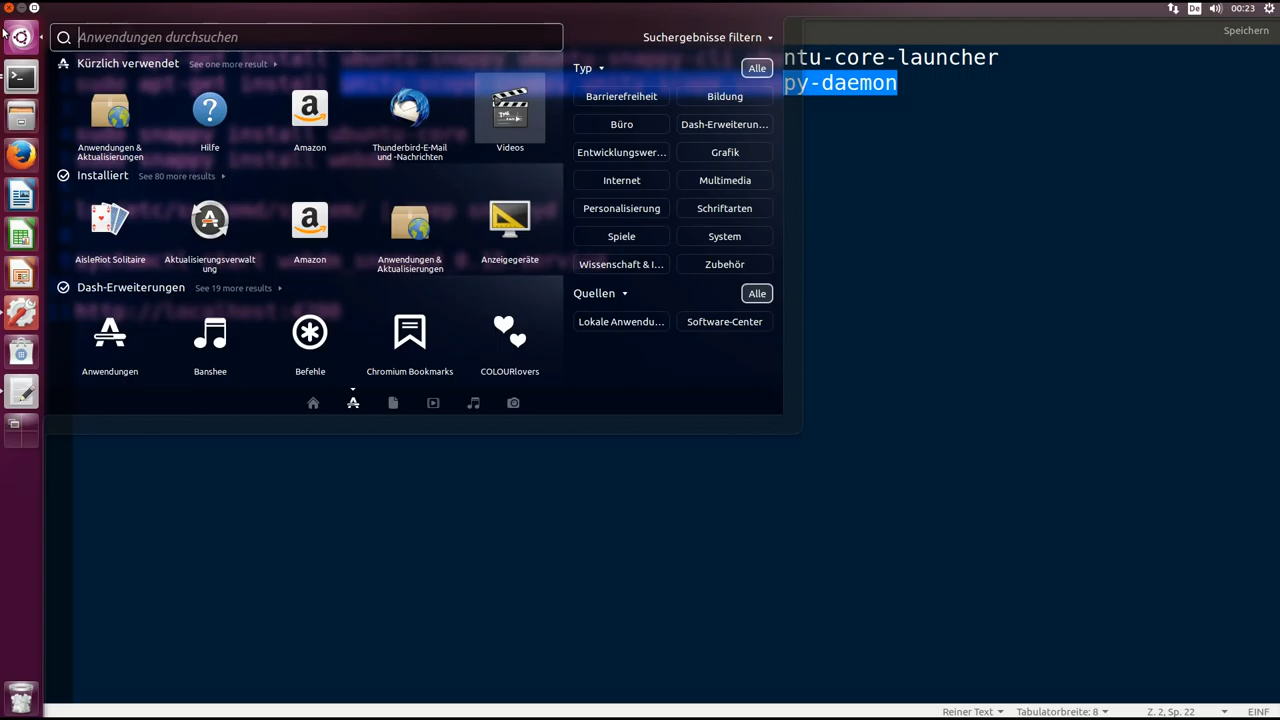 De
00:23
Anwendungen durchsuchen
Suchergebnisse filtern
Speichern
ntu-core-launcher
py-daemon
Kürzlich verwendet See one more result
Anwendungen & Aktualisierungen
Hilfe
Amazon
Thunderbird-E-Mail und -Nachrichten
Videos
Installiert See 80 more results
AisleRiot Solitaire
Aktualisierungsverwaltung
Amazon
Anwendungen & Aktualisierungen
Anzeigegeräte
Dash-Erweiterungen See 19 more results
Anwendungen
Banshee
Befehle
Chromium Bookmarks
COLOURlovers
Typ
Alle
Barrierefreiheit
Bildung
Büro
Dash-Erweiterun...
Entwicklungswer...
Grafik
Internet
Multimedia
Personalisierung
Schriftarten
Spiele
System
Wissenschaft & I...
Zubehör
Quellen
Alle
Lokale Anwendu...
Software-Center
Reiner Text
Tabulatorbreite: 8
Z. 2, Sp. 22
EINF